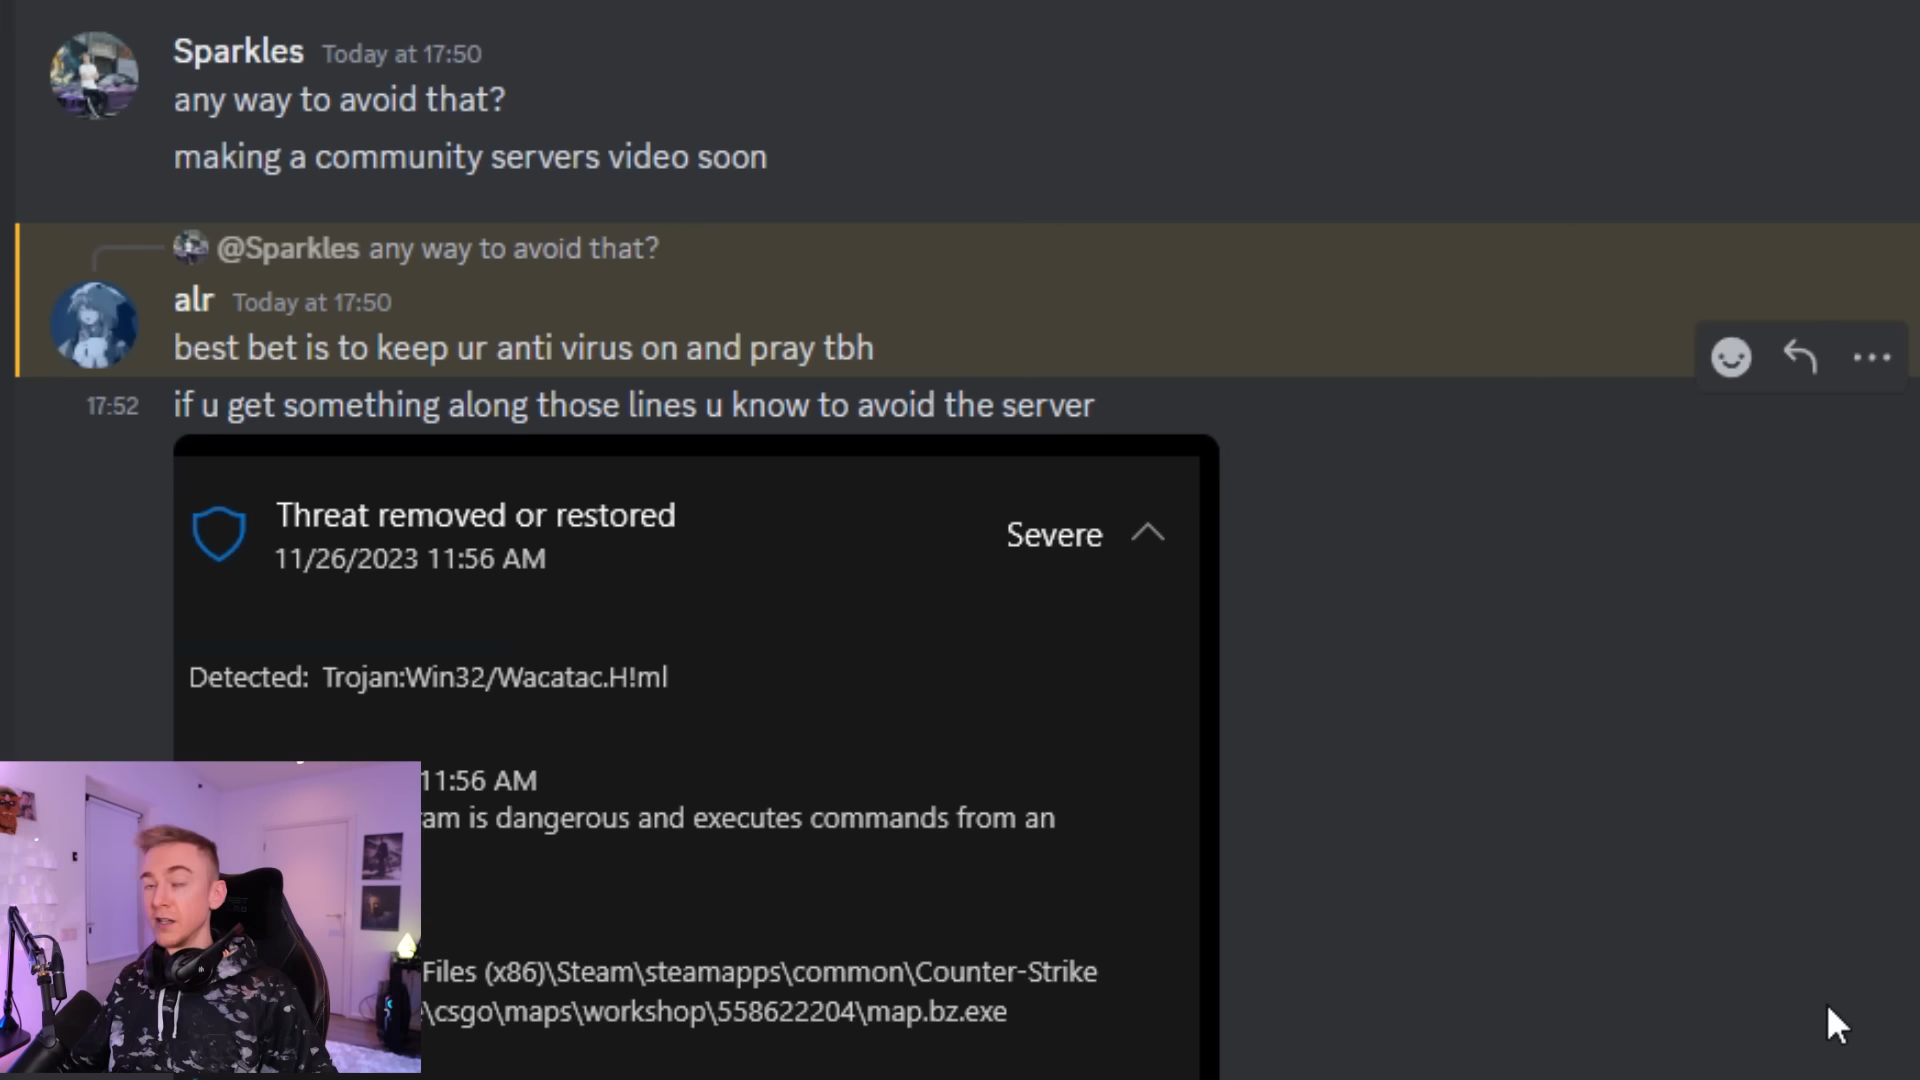 Sparkles Today at 17:50
any way to avoid that?
making a community servers video soon
@Sparkles any way to avoid that?
alr Today at 17:50
best bet is to keep ur anti virus on and pray tbh
17:52 if u get something along those lines u know to avoid the server
Threat removed or restored
Severe
11/26/2023 11:56 AM
Detected: Trojan:Win32/Wacatac.H!ml
11:56 AM
am is dangerous and executes commands from an
Files (x86)\Steam\steamapps\common\Counter-Strike
\csgo\maps\workshop\558622204\map.bz.exe